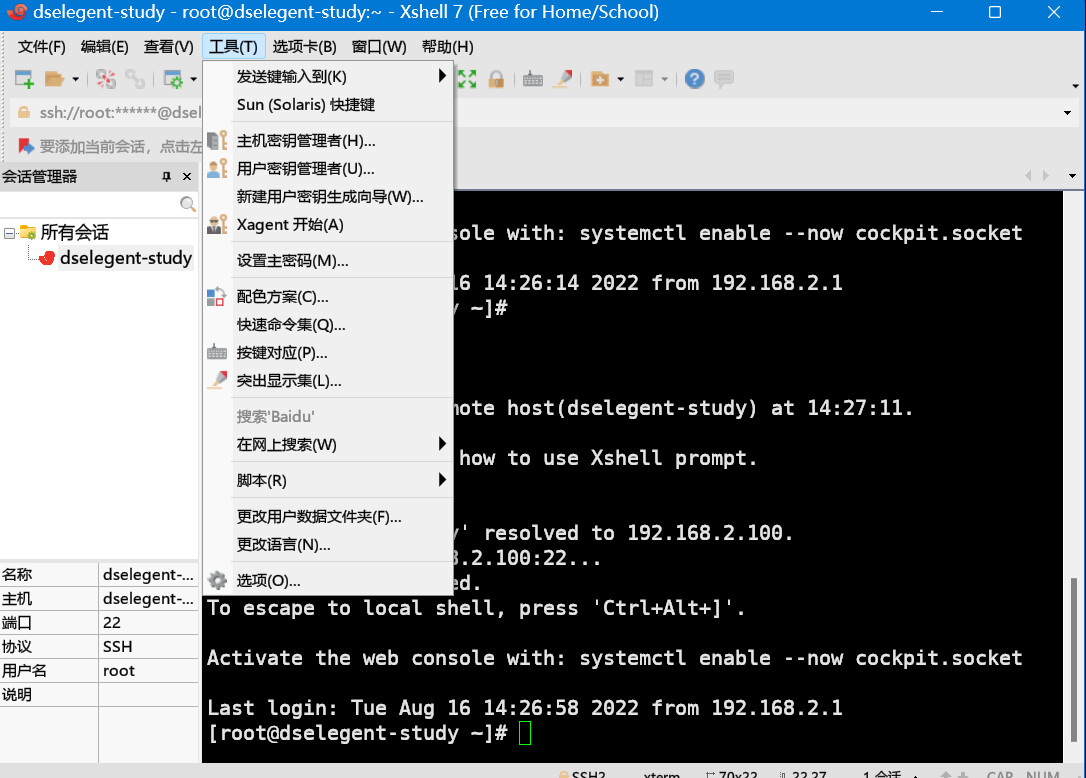 dselegent-study - root@dselegent-study:~ - Xshell 7 (Free for Home/School)
文件(F) 编辑(E) 查看(V) 工具(T) 选项卡(B) 窗口(W) 帮助(H)
ssh://root:******@dsel
要添加当前会话，点击左
会话管理器
所有会话
dselegent-study
名称 dselegent-...
主机 dselegent-...
端口 22
协议 SSH
用户名 root
说明
发送键输入到(K)
Sun (Solaris) 快捷键
主机密钥管理者(H)...
用户密钥管理者(U)...
新建用户密钥生成向导(W)...
Xagent 开始(A)
设置主密码(M)...
配色方案(C)...
快速命令集(Q)...
按键对应(P)...
突出显示集(L)...
搜索'Baidu'
在网上搜索(W)
脚本(R)
更改用户数据文件夹(F)...
更改语言(N)...
选项(O)...
sole with: systemctl enable --now cockpit.socket
16 14:26:14 2022 from 192.168.2.1
~]#
mote host(dselegent-study) at 14:27:11.
how to use Xshell prompt.
y' resolved to 192.168.2.100.
8.2.100:22...
ed.
To escape to local shell, press 'Ctrl+Alt+]'.
Activate the web console with: systemctl enable --now cockpit.socket
Last login: Tue Aug 16 14:26:58 2022 from 192.168.2.1
[root@dselegent-study ~]#
SSH2 xterm 70x22 22,27 1 会话 CAP NUM